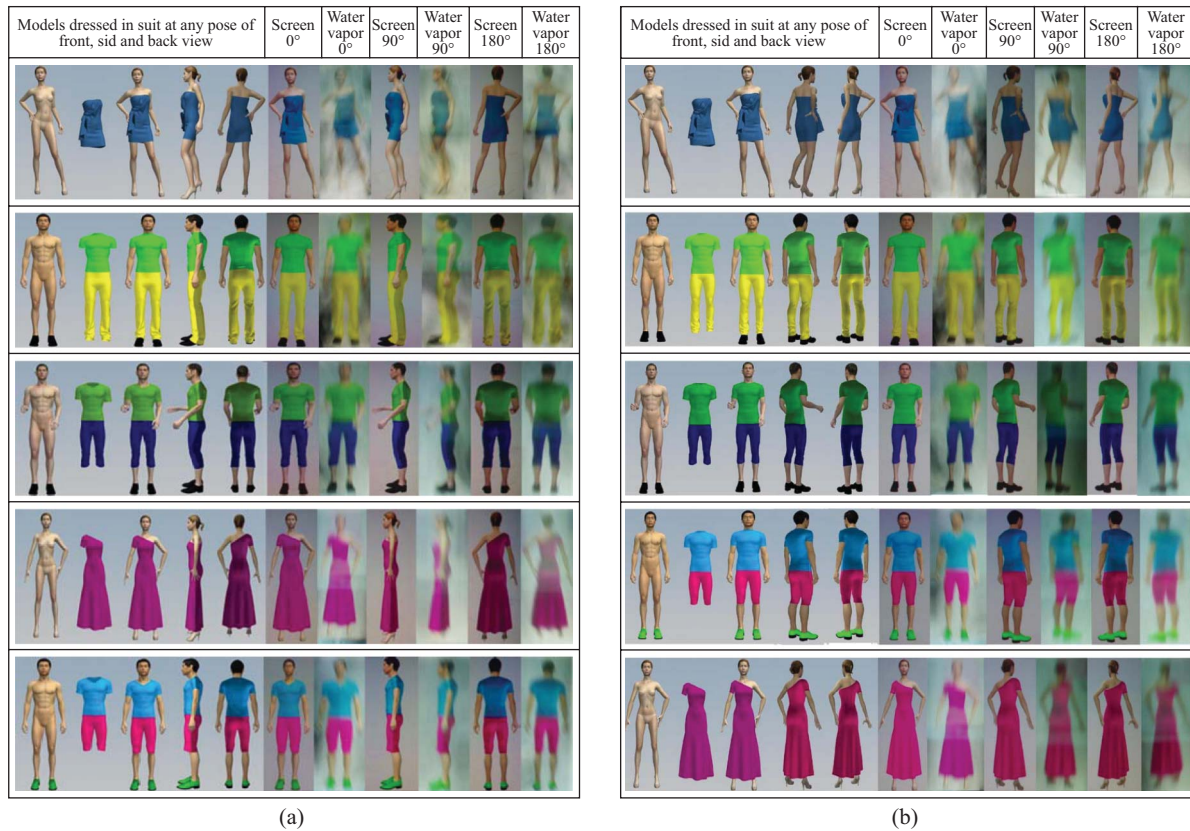 Models dressed in suit at any pose of
front, sid and back view
Screen
0°
Water
vapor
0°
Screen
90°
Water
vapor
90°
Screen
180°
Water
vapor
180°
Models dressed in suit at any pose of
front, sid and back view
Screen
0°
Water
vapor
0°
Screen
90°
Water
vapor
90°
Screen
180°
Water
vapor
180°
(a)
(b)